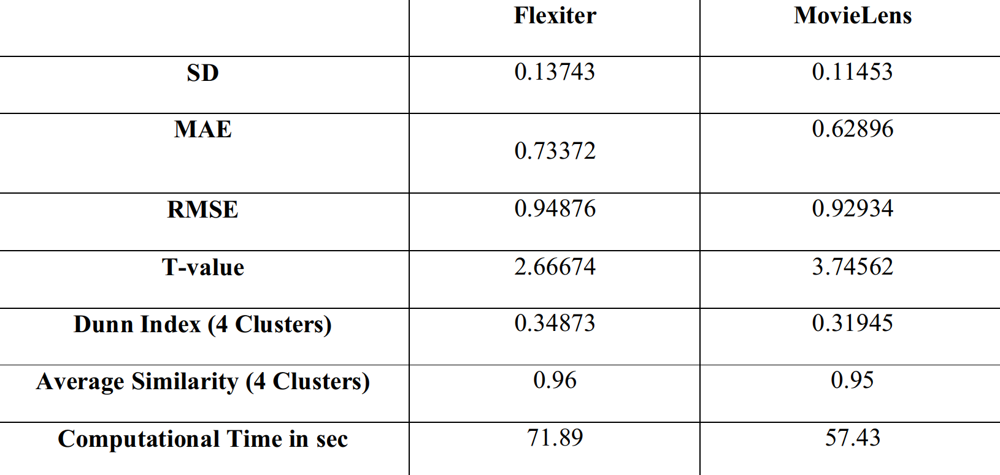 Flexiter MovieLens
SD 0.13743 0.11453
MAE 0.73372 0.62896
RMSE 0.94876 0.92934
T-value 2.66674 3.74562
Dunn Index (4 Clusters) 0.34873 0.31945
Average Similarity (4 Clusters) 0.96 0.95
Computational Time in sec 71.89 57.43